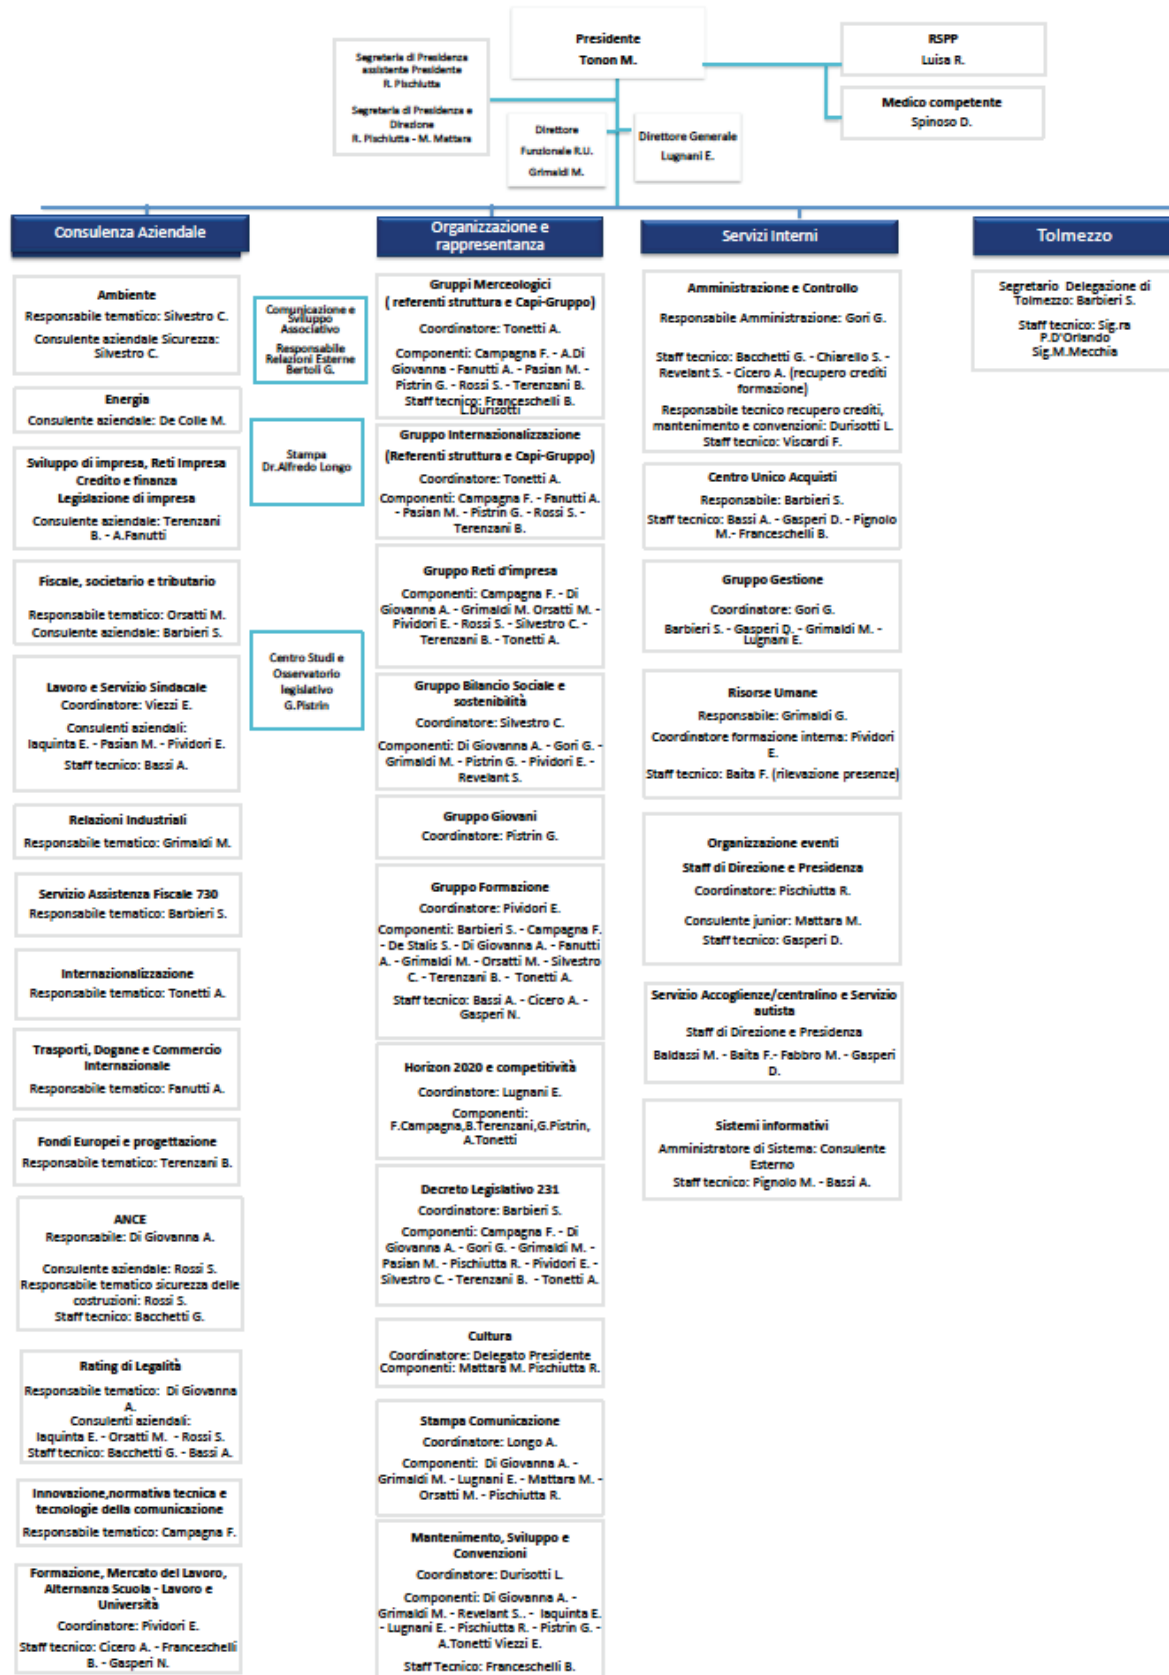 Presidente
Tonon M.
Segreteria di Presidenza
assistente Presidente
R. Pischiutta
Segreteria di Presidenza e
Direzione
R. Pischiutta - M. Mattara
RSPP
Luisa R.
Medico competente
Spinoso D.
Direttore
Funzionale R.U.
Grimaldi M.
Direttore Generale
Lugnani E.
Consulenza Aziendale
Ambiente
Responsabile tematico: Silvestro C.
Consulente aziendale Sicurezza:
Silvestro C.
Energia
Consulente aziendale: De Colle M.
Sviluppo di impresa, Reti Impresa
Credito e finanza
Legislazione di impresa
Consulente aziendale: Terenzani
B. - A.Fanutti
Fiscale, societario e tributario
Responsabile tematico: Orsatti M.
Consulente aziendale: Barbieri S.
Lavoro e Servizio Sindacale
Coordinatore: Viezzi E.
Consulenti aziendali:
Iaquinta E. - Pasian M. - Pividori E.
Staff tecnico: Bassi A.
Relazioni Industriali
Responsabile tematico: Grimaldi M.
Servizio Assistenza Fiscale 730
Responsabile tematico: Barbieri S.
Internazionalizzazione
Responsabile tematico: Tonetti A.
Trasporti, Dogane e Commercio
Internazionale
Responsabile tematico: Fanutti A.
Fondi Europei e progettazione
Responsabile tematico: Terenzani B.
ANCE
Responsabile: Di Giovanna A.
Consulente aziendale: Rossi S.
Responsabile tematico sicurezza delle
costruzioni: Rossi S.
Staff tecnico: Bacchetti G.
Rating di Legalità
Responsabile tematico: Di Giovanna
A.
Consulenti aziendali:
Iaquinta E. - Orsatti M. - Rossi S.
Staff tecnico: Bacchetti G. - Bassi A.
Innovazione,normativa tecnica e
tecnologie della comunicazione
Responsabile tematico: Campagna F.
Formazione, Mercato del Lavoro,
Alternanza Scuola - Lavoro e
Università
Coordinatore: Pividori E.
Staff tecnico: Cicero A. - Franceschelli
B. - Gasperi N.
Comunicazione e
Sviluppo
Associativo
Responsabile
Relazioni Esterne
Bertoli G.
Stampa
Dr.Alfredo Longo
Centro Studi e
Osservatorio
legislativo
G.Pistrin
Organizzazione e
rappresentanza
Gruppi Merceologici
( referenti struttura e Capi-Gruppo)
Coordinatore: Tonetti A.
Componenti: Campagna F. - A.Di
Giovanna - Fanutti A. - Pasian M. -
Pistrin G. - Rossi S. - Terenzani B.
Staff tecnico: Franceschelli B.
L.Durisotti
Gruppo Internazionalizzazione
(Referenti struttura e Capi-Gruppo)
Coordinatore: Tonetti A.
Componenti: Campagna F. - Fanutti A.
- Pasian M. - Pistrin G. - Rossi S. -
Terenzani B.
Gruppo Reti d'impresa
Componenti: Campagna F. - Di
Giovanna A. - Grimaldi M. Orsatti M. -
Pividori E. - Rossi S. - Silvestro C. -
Terenzani B. - Tonetti A.
Gruppo Bilancio Sociale e
sostenibilità
Coordinatore: Silvestro C.
Componenti: Di Giovanna A. - Gori G. -
Grimaldi M. - Pistrin G. - Pividori E. -
Revelant S.
Gruppo Giovani
Coordinatore: Pistrin G.
Gruppo Formazione
Coordinatore: Pividori E.
Componenti: Barbieri S. - Campagna F.
- De Stalis S. - Di Giovanna A. - Fanutti
A. - Grimaldi M. - Orsatti M. - Silvestro
C. - Terenzani B. - Tonetti A.
Staff tecnico: Bassi A. - Cicero A. -
Gasperi N.
Horizon 2020 e competitività
Coordinatore: Lugnani E.
Componenti:
F.Campagna,B.Terenzani,G.Pistrin,
A.Tonetti
Decreto Legislativo 231
Coordinatore: Barbieri S.
Componenti: Campagna F. - Di
Giovanna A. - Gori G. - Grimaldi M. -
Pasian M. - Pischiutta R. - Pividori E. -
Silvestro C. - Terenzani B. - Tonetti A.
Cultura
Coordinatore: Delegato Presidente
Componenti: Mattara M. Pischiutta R.
Stampa Comunicazione
Coordinatore: Longo A.
Componenti: Di Giovanna A. -
Grimaldi M. - Lugnani E. - Mattara M. -
Orsatti M. - Pischiutta R.
Mantenimento, Sviluppo e
Convenzioni
Coordinatore: Durisotti L.
Componenti: Di Giovanna A. -
Grimaldi M. - Revelant S.. - Iaquinta E.
- Lugnani E. - Pischiutta R. - Pistrin G. -
A.Tonetti Viezzi E.
Staff Tecnico: Franceschelli B.
Servizi Interni
Amministrazione e Controllo
Responsabile Amministrazione: Gori G.
Staff tecnico: Bacchetti G. - Chiarello S. -
Revelant S. - Cicero A. (recupero crediti
formazione)
Responsabile tecnico recupero crediti,
mantenimento e convenzioni: Durisotti L.
Staff tecnico: Viscardi F.
Centro Unico Acquisti
Responsabile: Barbieri S.
Staff tecnico: Bassi A. - Gasperi D. - Pignolo
M.- Franceschelli B.
Gruppo Gestione
Coordinatore: Gori G.
Barbieri S. - Gasperi D. - Grimaldi M. -
Lugnani E.
Risorse Umane
Responsabile: Grimaldi G.
Coordinatore formazione interna: Pividori
E.
Staff tecnico: Baita F. (rilevazione presenze)
Organizzazione eventi
Staff di Direzione e Presidenza
Coordinatore: Pischiutta R.
Consulente junior: Mattara M.
Staff tecnico: Gasperi D.
Servizio Accoglienze/centralino e Servizio
autista
Staff di Direzione e Presidenza
Baldassi M. - Baita F.- Fabbro M. - Gasperi
D.
Sistemi informativi
Amministratore di Sistema: Consulente
Esterno
Staff tecnico: Pignolo M. - Bassi A.
Tolmezzo
Segretario Delegazione di
Tolmezzo: Barbieri S.
Staff tecnico: Sig.ra
P.D'Orlando
Sig.M.Mecchia